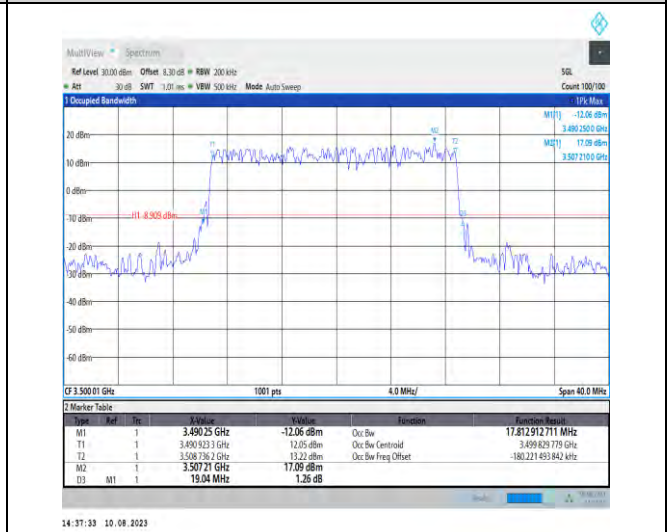 MultiView Spectrum
Ref Level 30.00 dBm Offset 8.30 dB RBW 200 kHz SGL
Att 30 dB SWT 1.01 ms VBW 500 kHz Mode Auto Sweep Count 100/100
1 Occupied Bandwidth 1Pk Max
M1[1] -12.06 dBm
3.490 250 0 GHz
M2[1] 17.09 dBm
3.507 210 0 GHz
20 dBm
10 dBm
0 dBm
-10 dBm
-20 dBm
-30 dBm
-40 dBm
-50 dBm
-60 dBm
H1 -8.909 dBm
T1
M2
T2
M1
D3
CF 3.500 01 GHz 1001 pts 4.0 MHz/ Span 40.0 MHz
2 Marker Table
Type Ref Trc X-Value Y-Value Function Function Result
M1 1 3.490 25 GHz -12.06 dBm Occ Bw 17.812 912 711 MHz
T1 1 3.490 923 3 GHz 12.05 dBm Occ Bw Centroid 3.499 829 779 GHz
T2 1 3.508 736 2 GHz 13.22 dBm Occ Bw Freq Offset -180.221 493 842 kHz
M2 1 3.507 21 GHz 17.09 dBm
D3 M1 1 19.04 MHz 1.26 dB
14:37:33 10.08.2023